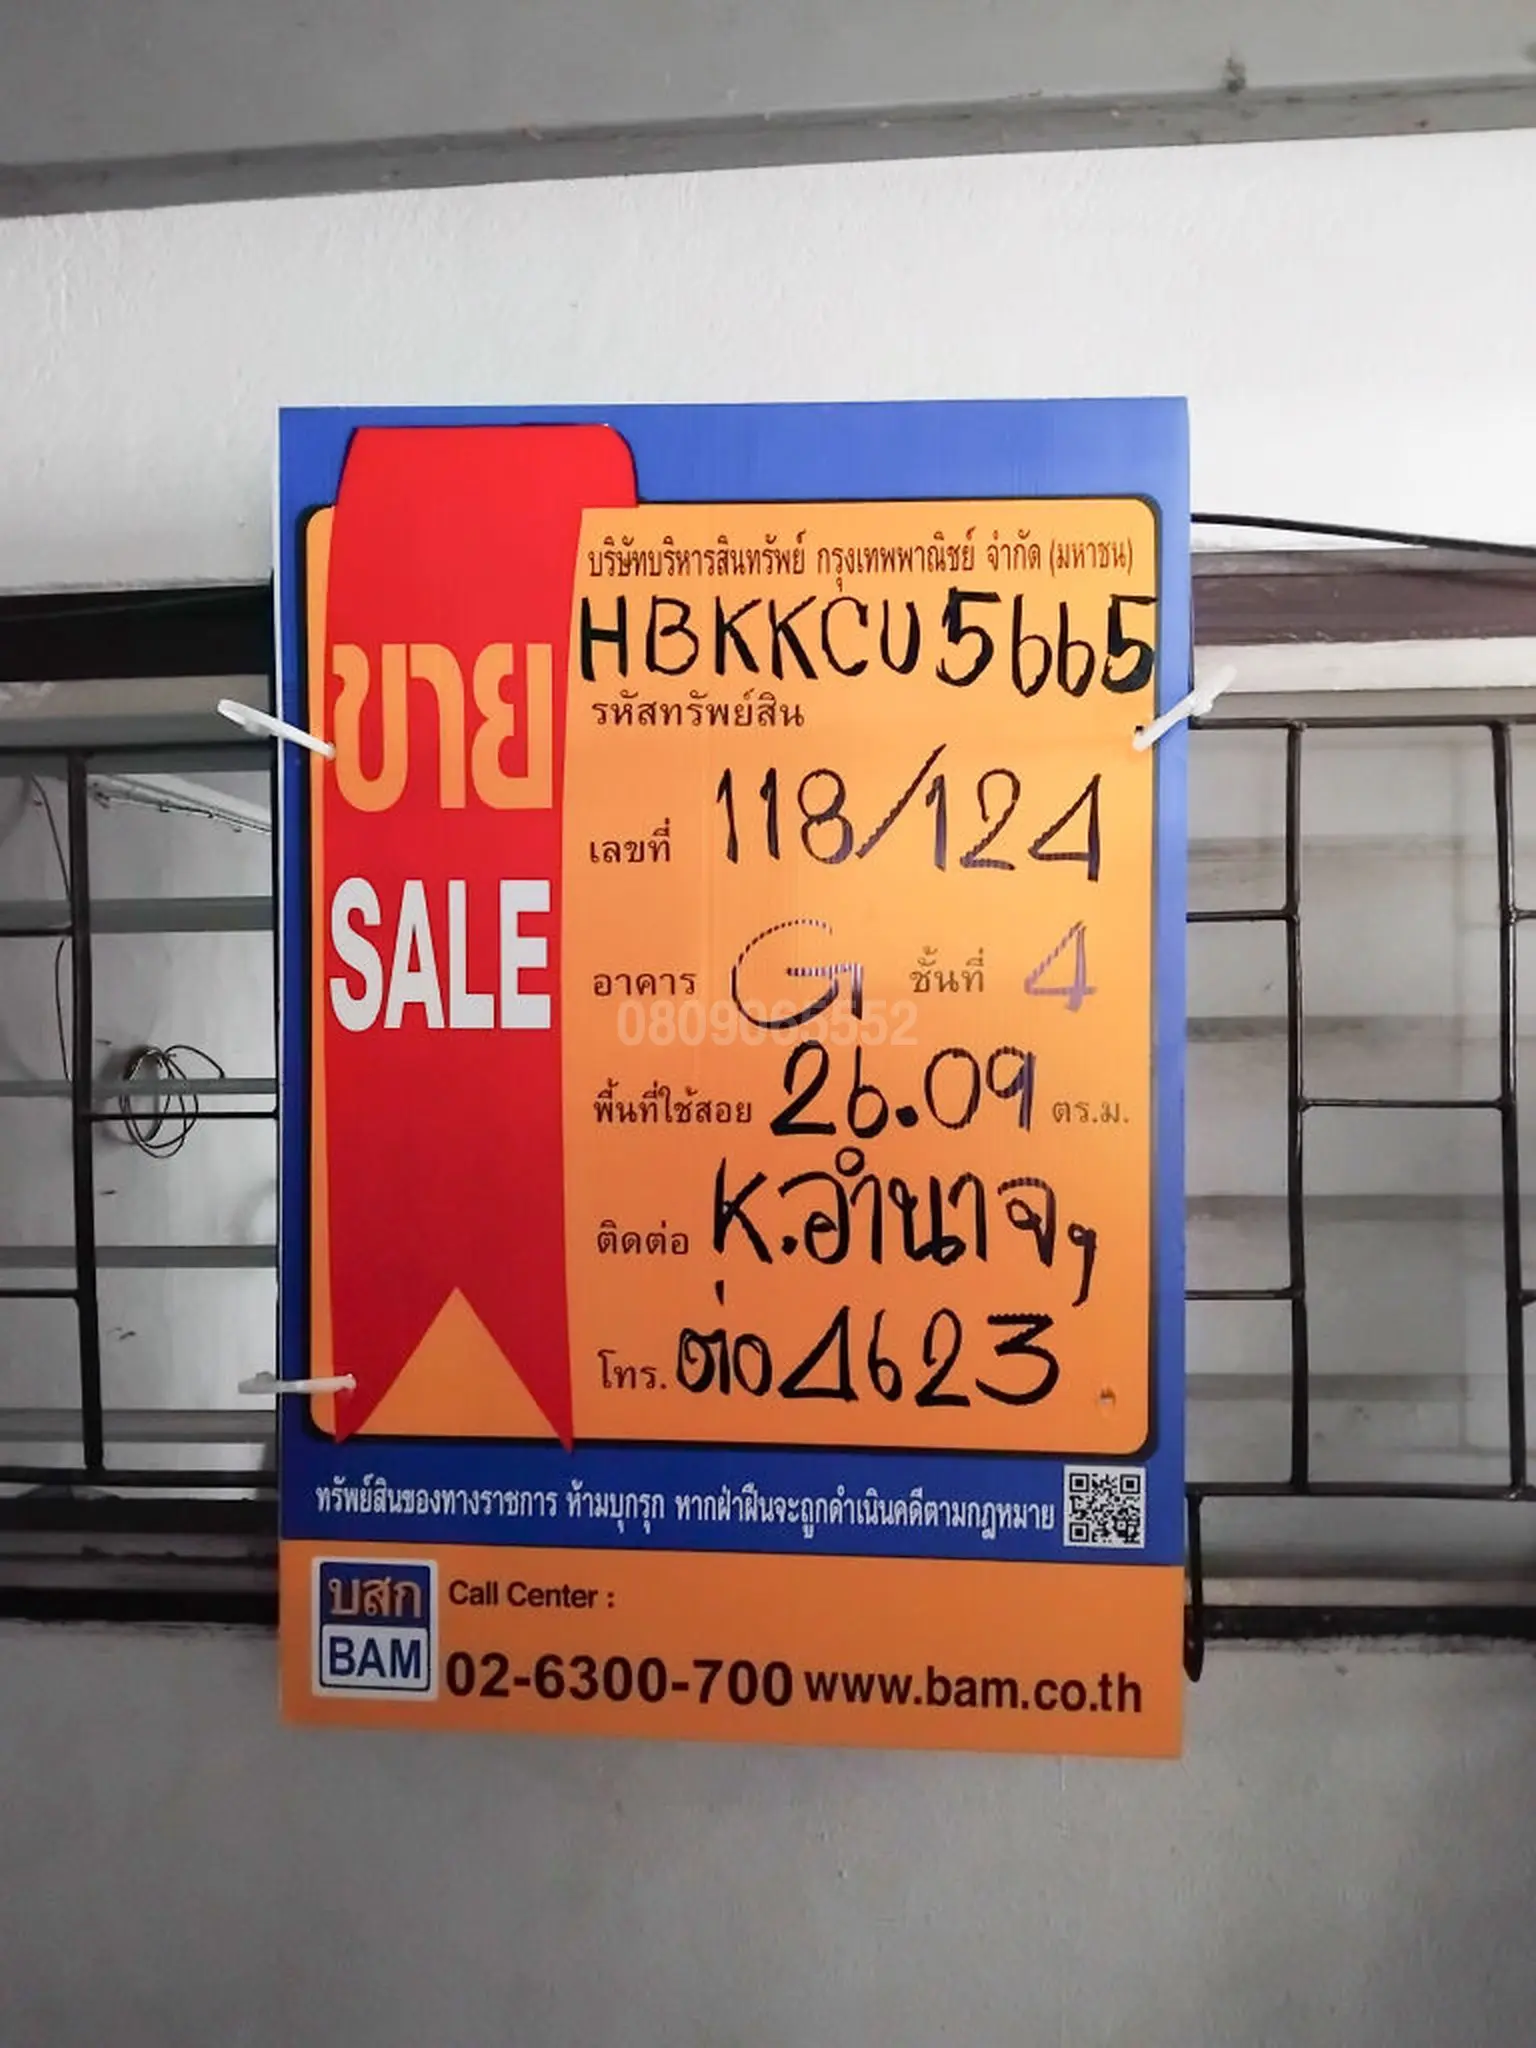 บริษัทบริหารสินทรัพย์ กรุงเทพพาณิชย์ จำกัด (มหาชน)
HBKKCU5665
รหัสทรัพย์สิน
ขาย
SALE
เลขที่ 118/124
อาคาร G ชั้นที่ 4
0809065552
พื้นที่ใช้สอย 26.09 ตร.ม.
ติดต่อ K.อำนาจ
โทร. ต่อ 4623
ทรัพย์สินของทางราชการ ห้ามบุกรุก หากฝ่าฝืนจะถูกดำเนินคดีตามกฎหมาย
บสก
BAM
Call Center :
02-6300-700 www.bam.co.th